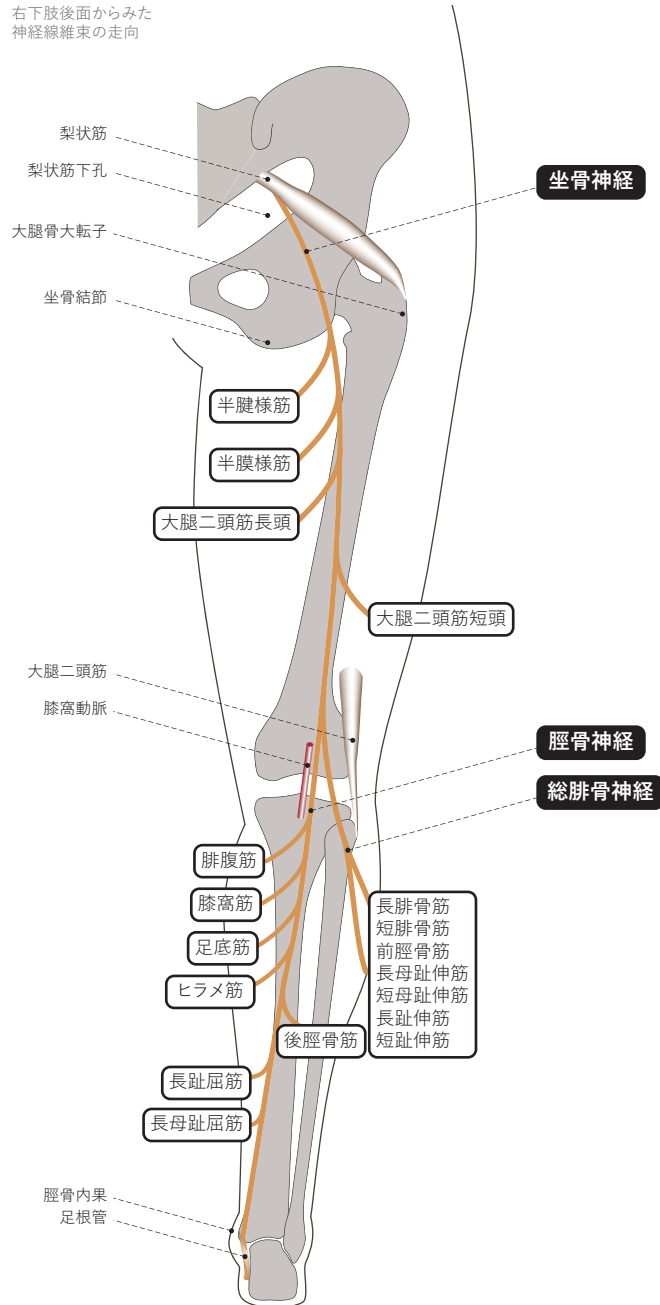 右下肢後面からみた
神経線維束の走向
梨状筋
梨状筋下孔
坐骨神経
大腿骨大転子
坐骨結節
半腱様筋
半膜様筋
大腿二頭筋長頭
大腿二頭筋短頭
大腿二頭筋
膝窩動脈
脛骨神経
総腓骨神経
腓腹筋
膝窩筋
足底筋
ヒラメ筋
長腓骨筋
短腓骨筋
前脛骨筋
長母趾伸筋
短母趾伸筋
長趾伸筋
短趾伸筋
後脛骨筋
長趾屈筋
長母趾屈筋
脛骨内果
足根管